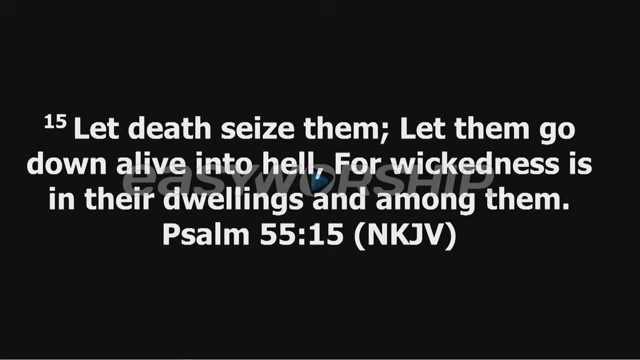 15 Let death seize them; Let them go
down alive into hell, For wickedness is
in their dwellings and among them.
Psalm 55:15 (NKJV)
easyworship